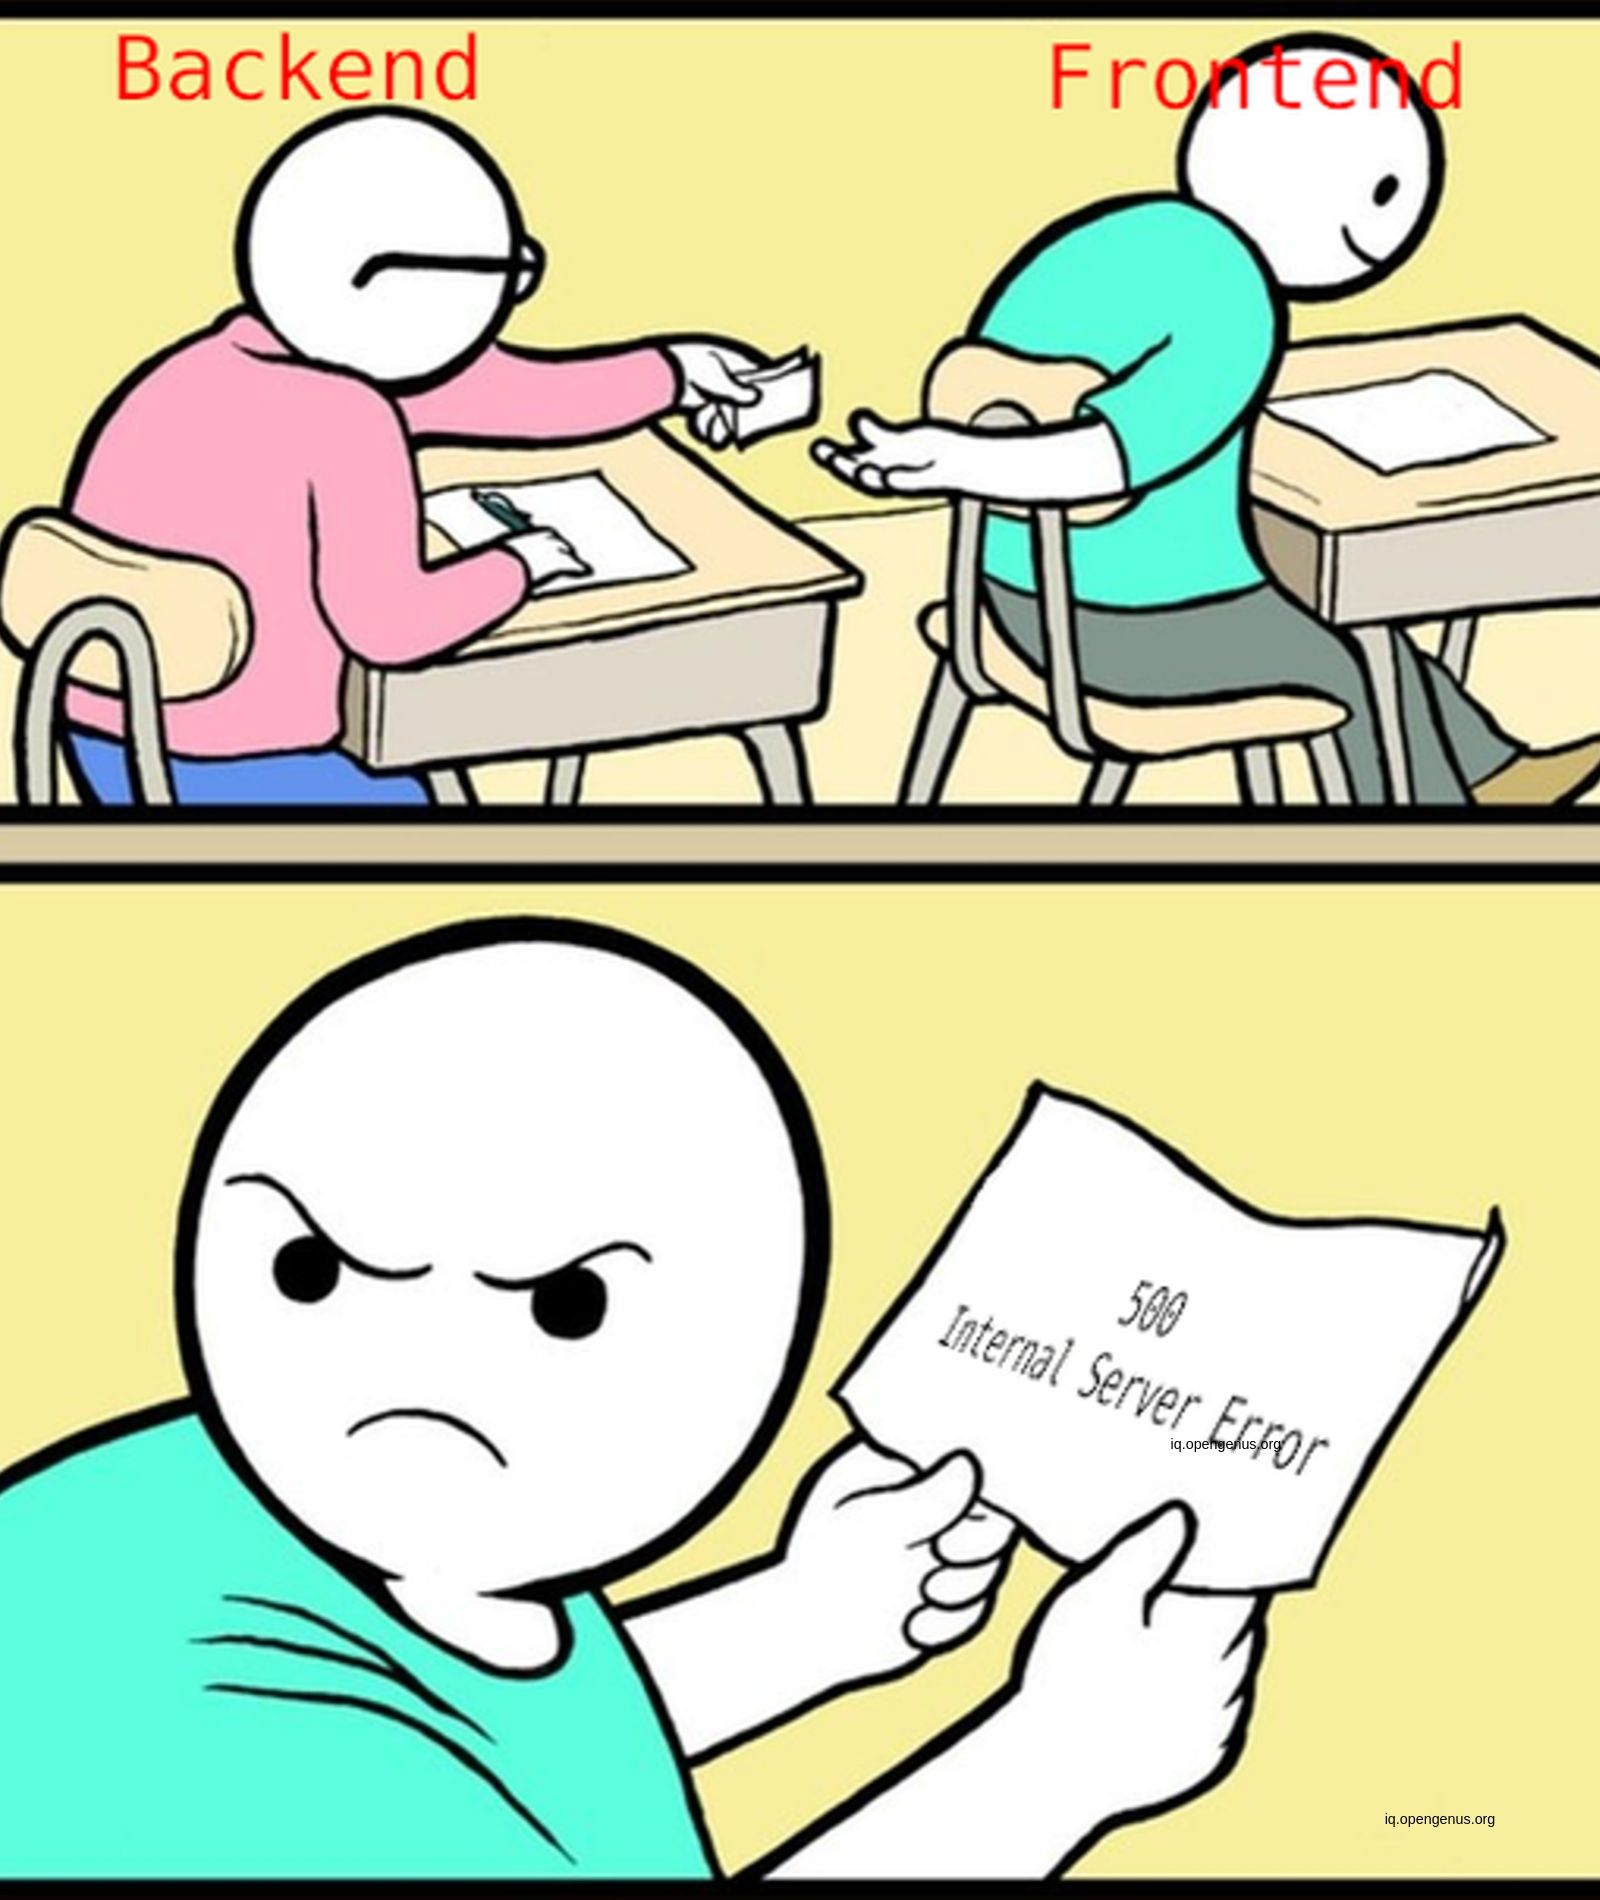 Backend
Frontend
500
Internal Server Error
iq.opengenus.org
iq.opengenus.org